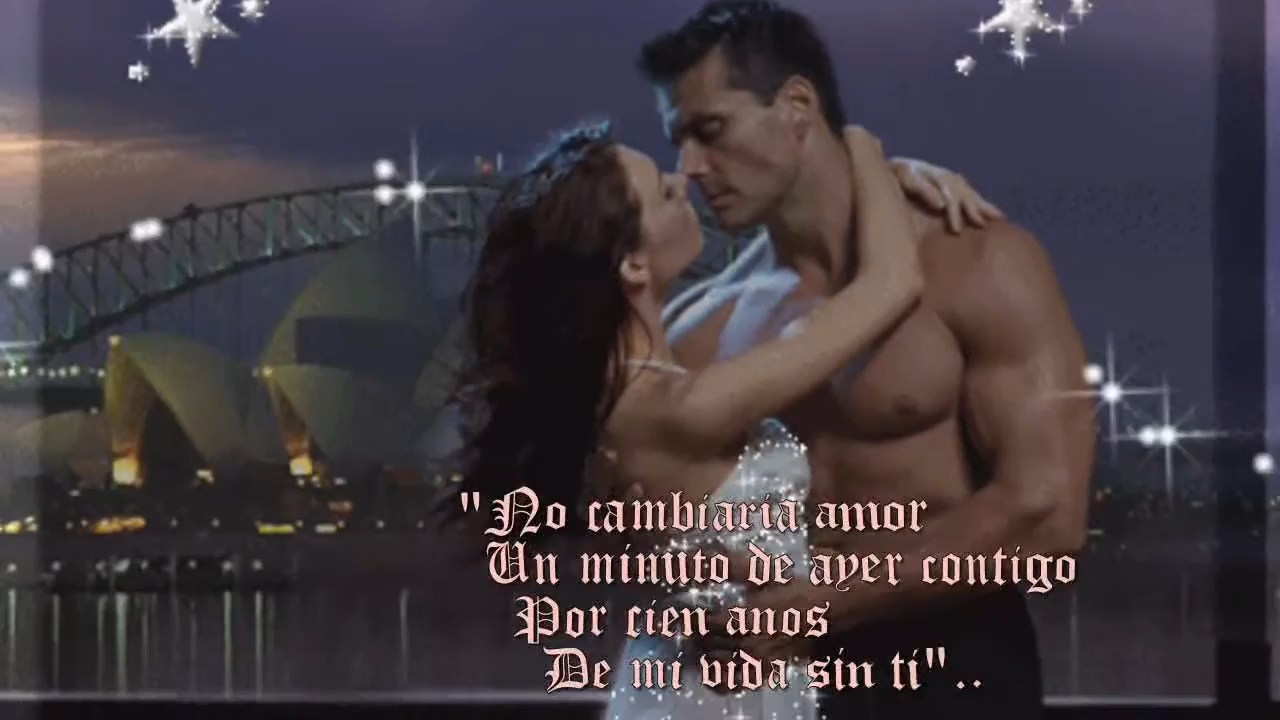 "No cambiaria amor
Un minuto de ayer contigo
Por cien anos
De mi vida sin ti"..